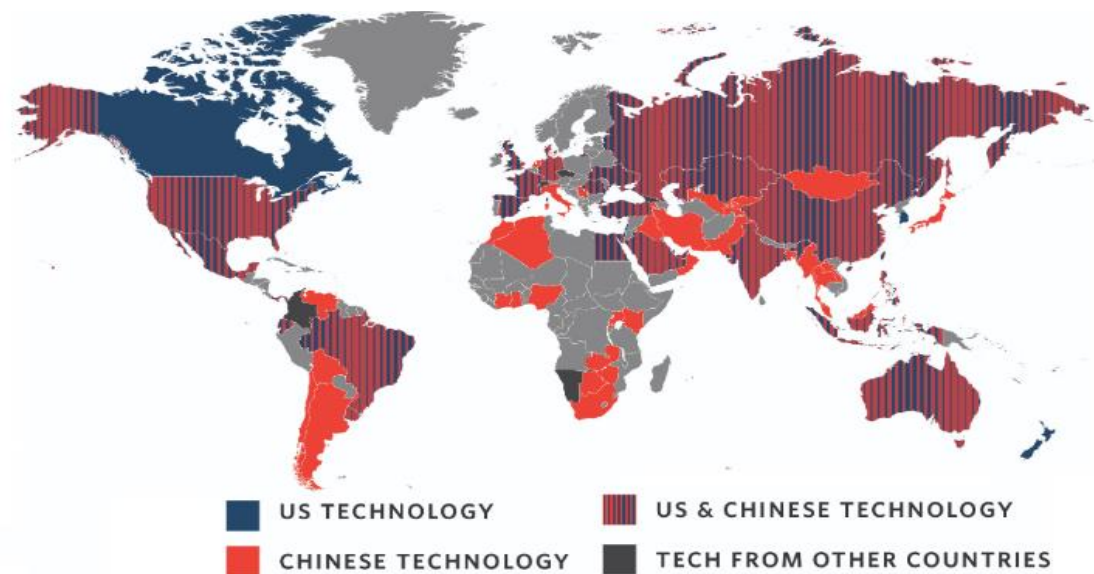 US TECHNOLOGY
US & CHINESE TECHNOLOGY
CHINESE TECHNOLOGY
TECH FROM OTHER COUNTRIES